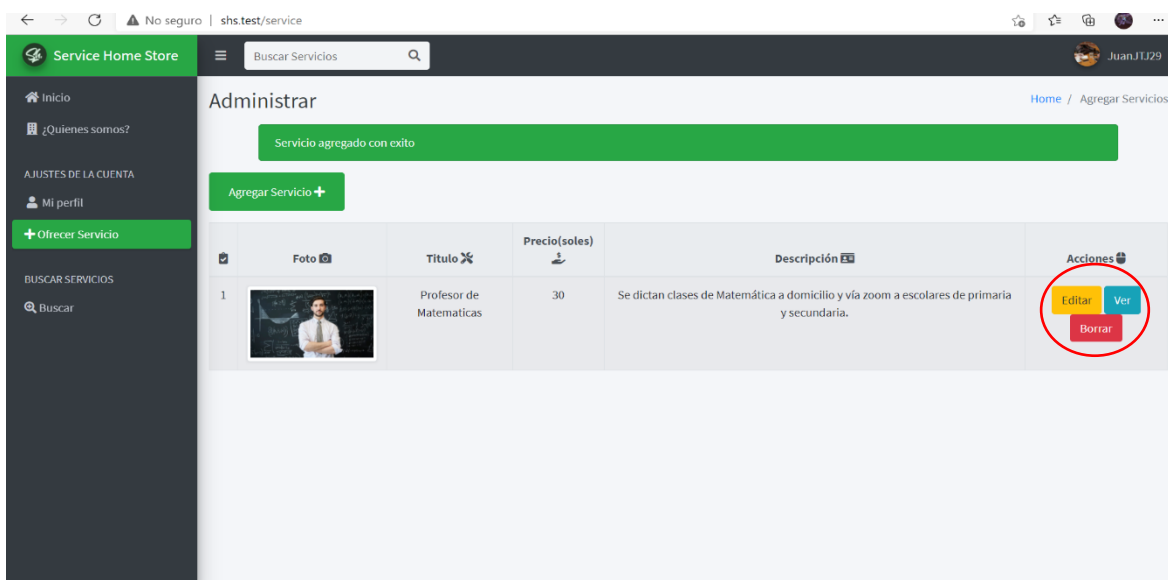 No seguro | shs.test/service
Service Home Store
Buscar Servicios
JuanJTJ29
Inicio
¿Quienes somos?
AJUSTES DE LA CUENTA
Mi perfil
Ofrecer Servicio
BUSCAR SERVICIOS
Buscar
Administrar
Home / Agregar Servicios
Servicio agregado con exito
Agregar Servicio
Foto
Titulo
Precio(soles)
Descripción
Acciones
1
Profesor de
Matematicas
30
Se dictan clases de Matemática a domicilio y vía zoom a escolares de primaria
y secundaria.
Editar
Ver
Borrar